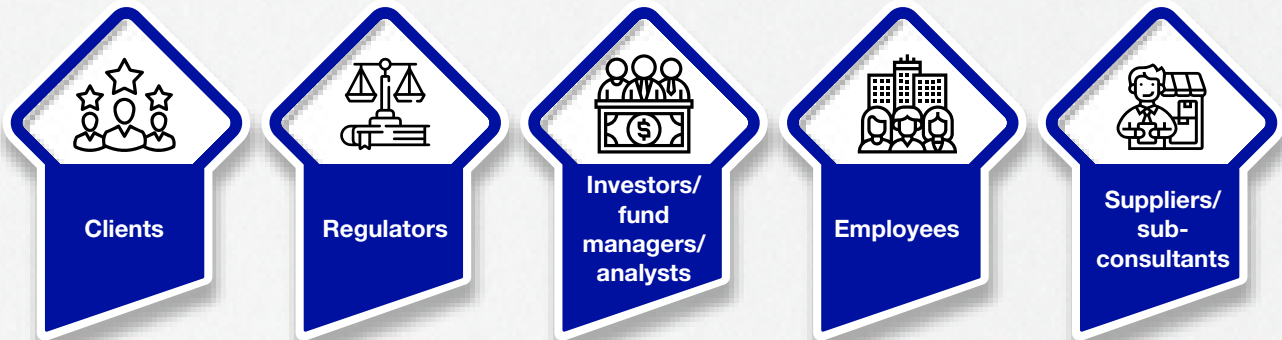 Clients
Regulators
Investors/
fund
managers/
analysts
Employees
Suppliers/
sub-
consultants